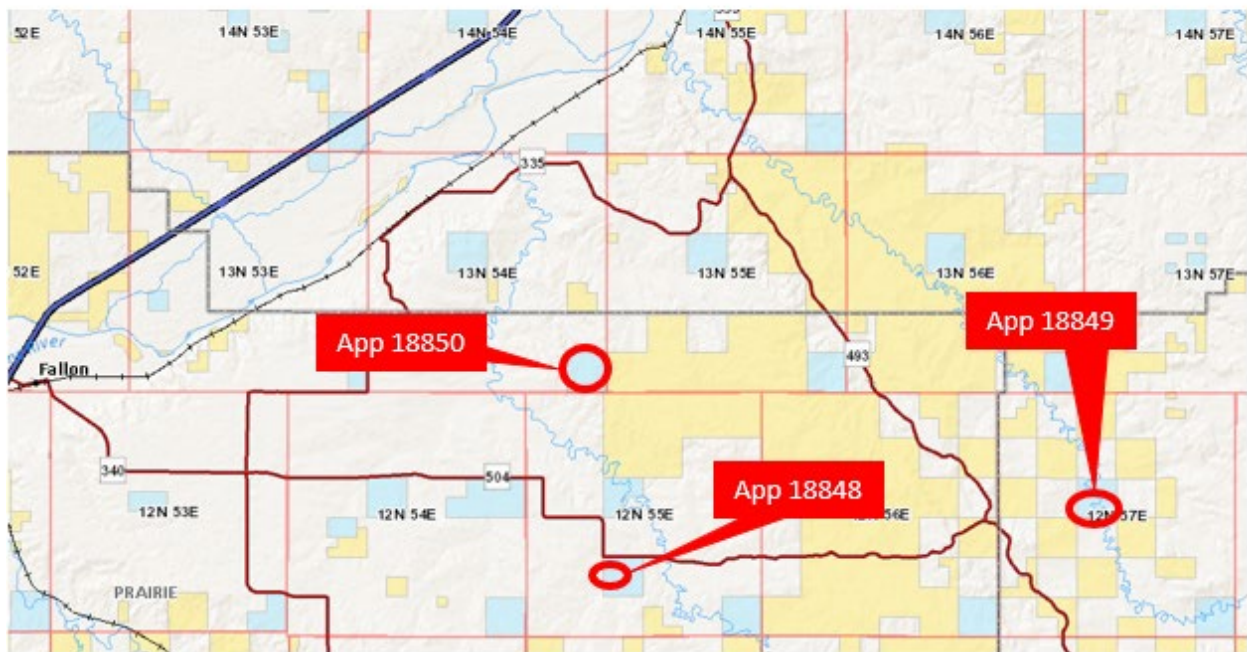 52E
14N 53E
14N 54E
14N 55E
14N 56E
14N 57E
335
52E
13N 53E
13N 54E
13N 55E
13N 56E
13N 57E
App 18850
App 18849
River
Fallon
493
340
504
App 18848
12N 53E
12N 54E
12N 55E
56E
12N 57E
PRAIRIE